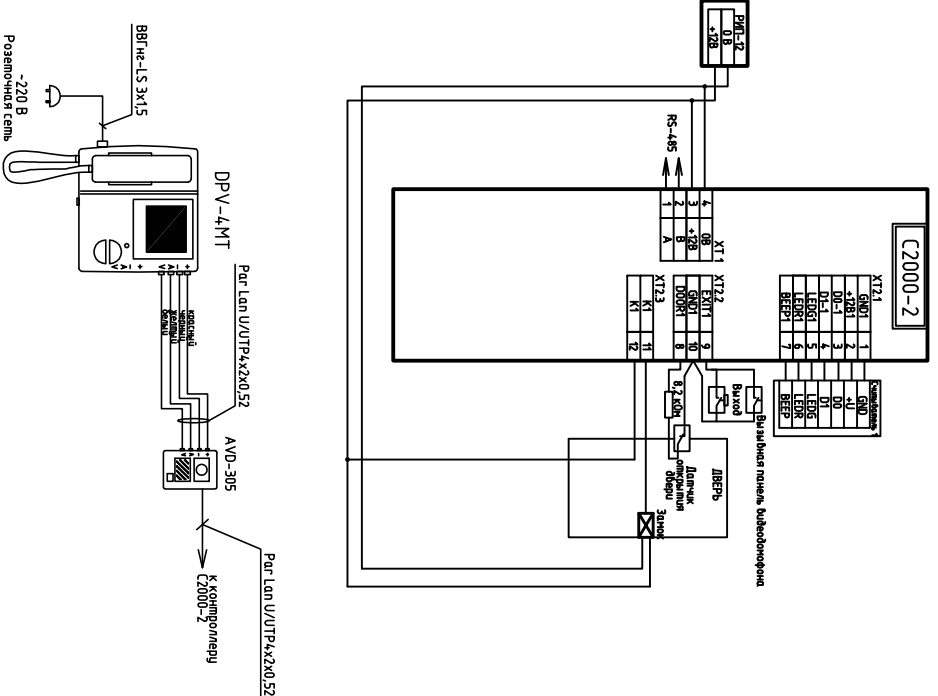 РИП-12
0 В
+12В
RS-485
С2000-2
XT1
4 0В
3 +12В
2 B
1 A
XT2.1
GND1 1
+12В1 2
D0-1 3
D1-1 4
LEDG1 5
LEDR1 6
BEEP1 7
Считыватель 1
GND
+U
D0
D1
LEDG
LEDR
BEEP
XT2.2
EXIT1 9
GND1 10
DOOR1 8
XT2.3
K1 11
K1 12
8,2 кОм
Выход
Вызывная панель видеодомофона
ДВЕРЬ
Датчик
открытия
двери
Замок
ВВГнг-LS 3х1,5
~220 В
Розеточная сеть
DPV-4MT
+
–
А
V
+
–
А
V
красный
черный
желтый
белый
Par Lan U/UTP4x2x0,52
AVD-305
+
–
А
V
Par Lan U/UTP4x2x0,52
к контроллеру
С2000-2